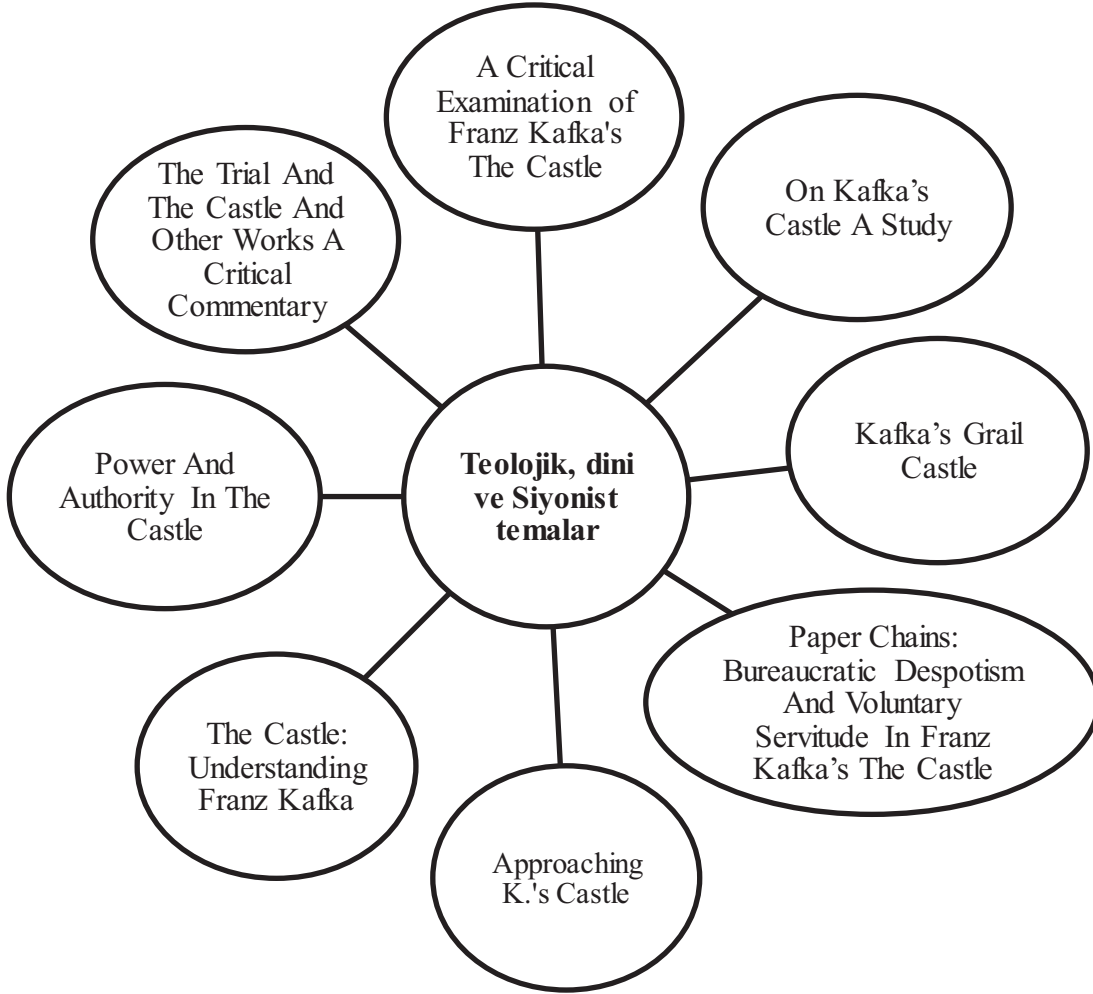 A Critical
Examination of
Franz Kafka's
The Castle
The Trial And
The Castle And
Other Works A
Critical
Commentary
On Kafka’s
Castle A Study
Kafka’s Grail
Castle
Power And
Authority In The
Castle
Teolojik, dini
ve Siyonist
temalar
Paper Chains:
Bureaucratic Despotism
And Voluntary
Servitude In Franz
Kafka’s The Castle
The Castle:
Understanding
Franz Kafka
Approaching
K.'s Castle